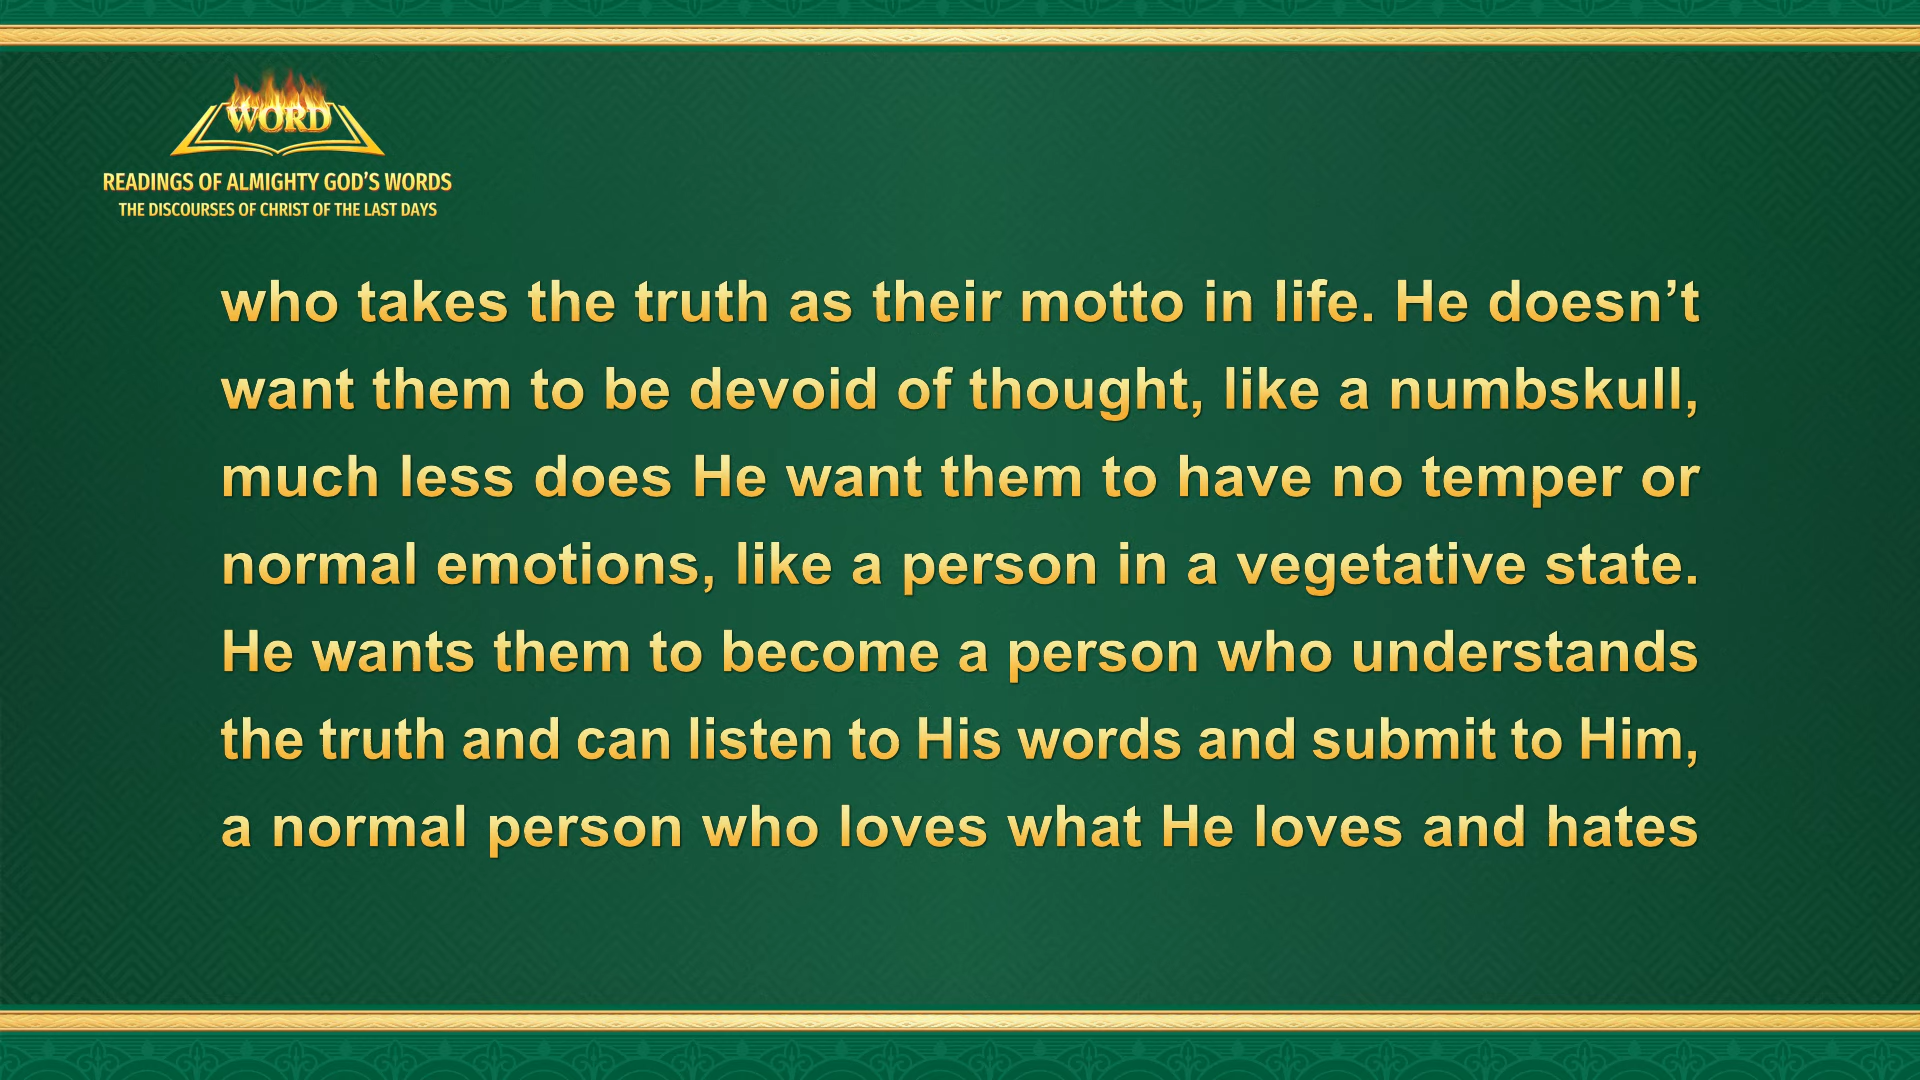 WORD
READINGS OF ALMIGHTY GOD’S WORDS
THE DISCOURSES OF CHRIST OF THE LAST DAYS
who takes the truth as their motto in life. He doesn’t
want them to be devoid of thought, like a numbskull,
much less does He want them to have no temper or
normal emotions, like a person in a vegetative state.
He wants them to become a person who understands
the truth and can listen to His words and submit to Him,
a normal person who loves what He loves and hates